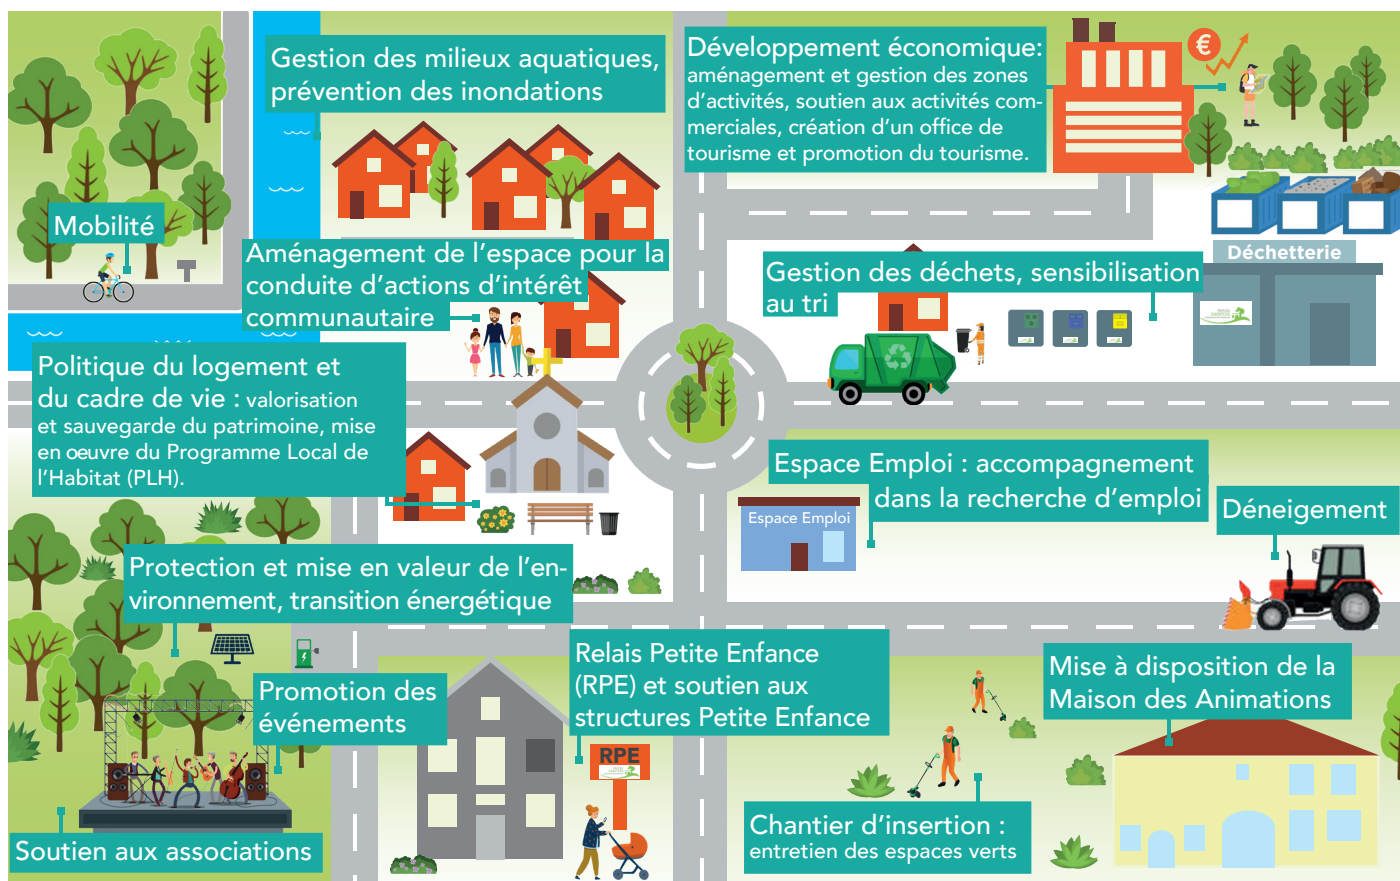 Gestion des milieux aquatiques,
prévention des inondations
Développement économique:
aménagement et gestion des zones
d’activités, soutien aux activités com-
merciales, création d’un office de
tourisme et promotion du tourisme.
€
Mobilité
Aménagement de l’espace pour la
conduite d’actions d’intérêt
communautaire
Gestion des déchets, sensibilisation
au tri
Déchetterie
Politique du logement et
du cadre de vie : valorisation
et sauvegarde du patrimoine, mise
en œuvre du Programme Local de
l’Habitat (PLH).
Espace Emploi : accompagnement
dans la recherche d’emploi
Espace Emploi
Déneigement
Protection et mise en valeur de l’en-
vironnement, transition énergétique
Promotion des
événements
Relais Petite Enfance
(RPE) et soutien aux
structures Petite Enfance
RPE
Mise à disposition de la
Maison des Animations
Soutien aux associations
Chantier d’insertion :
entretien des espaces verts